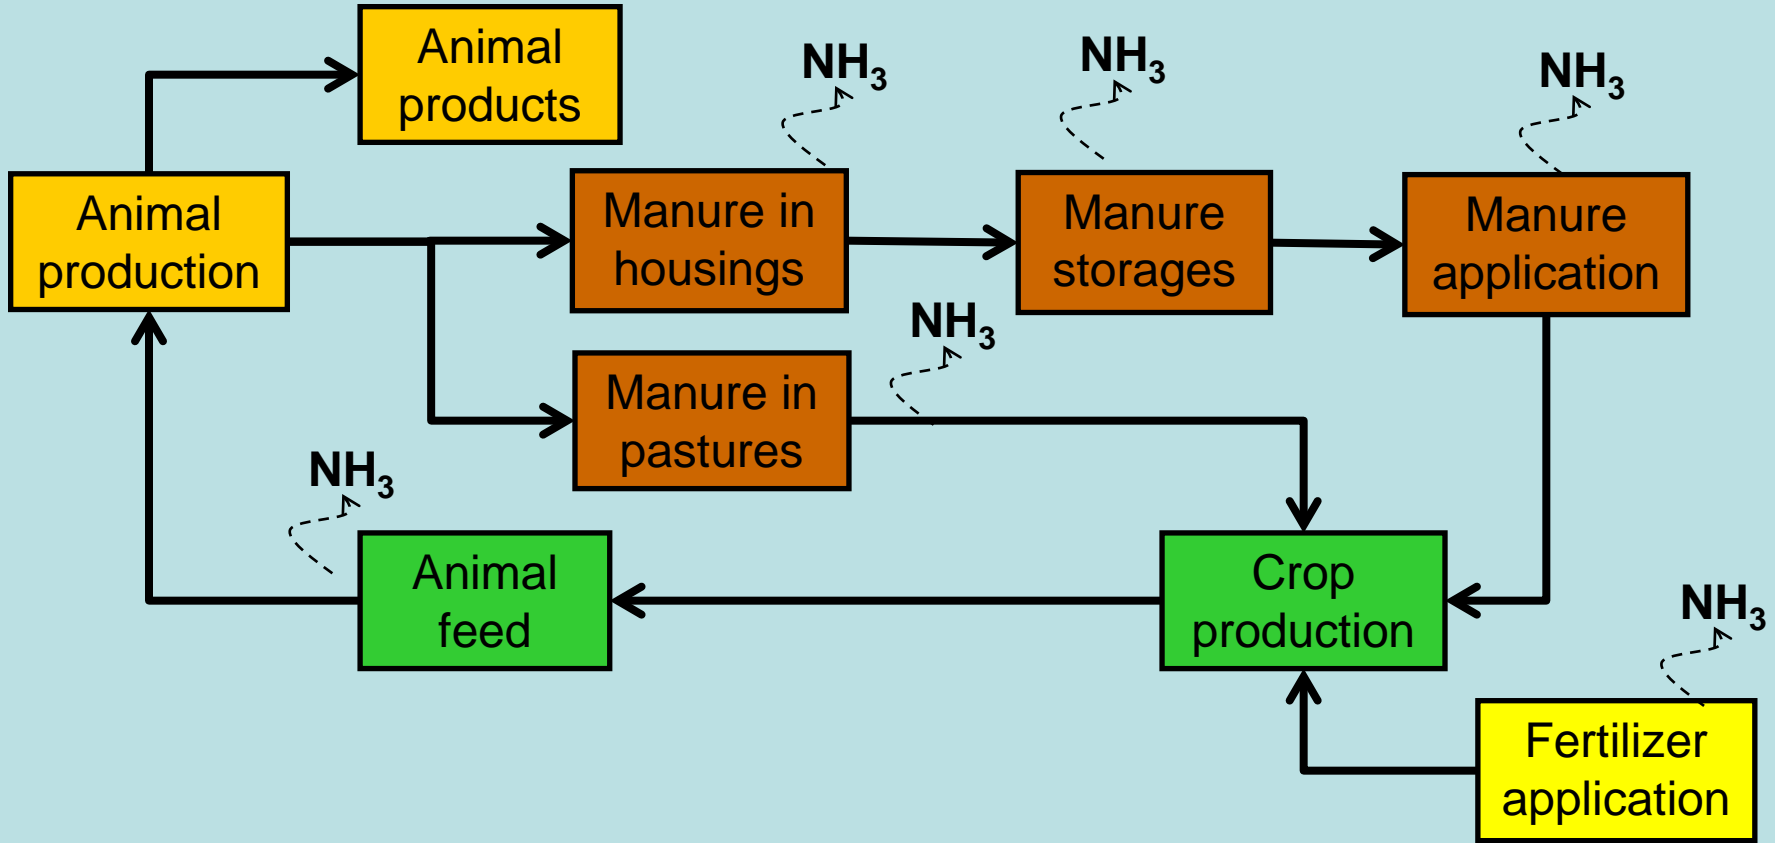 Animal
products
NH₃
NH₃
NH₃
Animal
production
Manure in
housings
Manure
storages
Manure
application
NH₃
Manure in
pastures
NH₃
Animal
feed
Crop
production
NH₃
Fertilizer
application